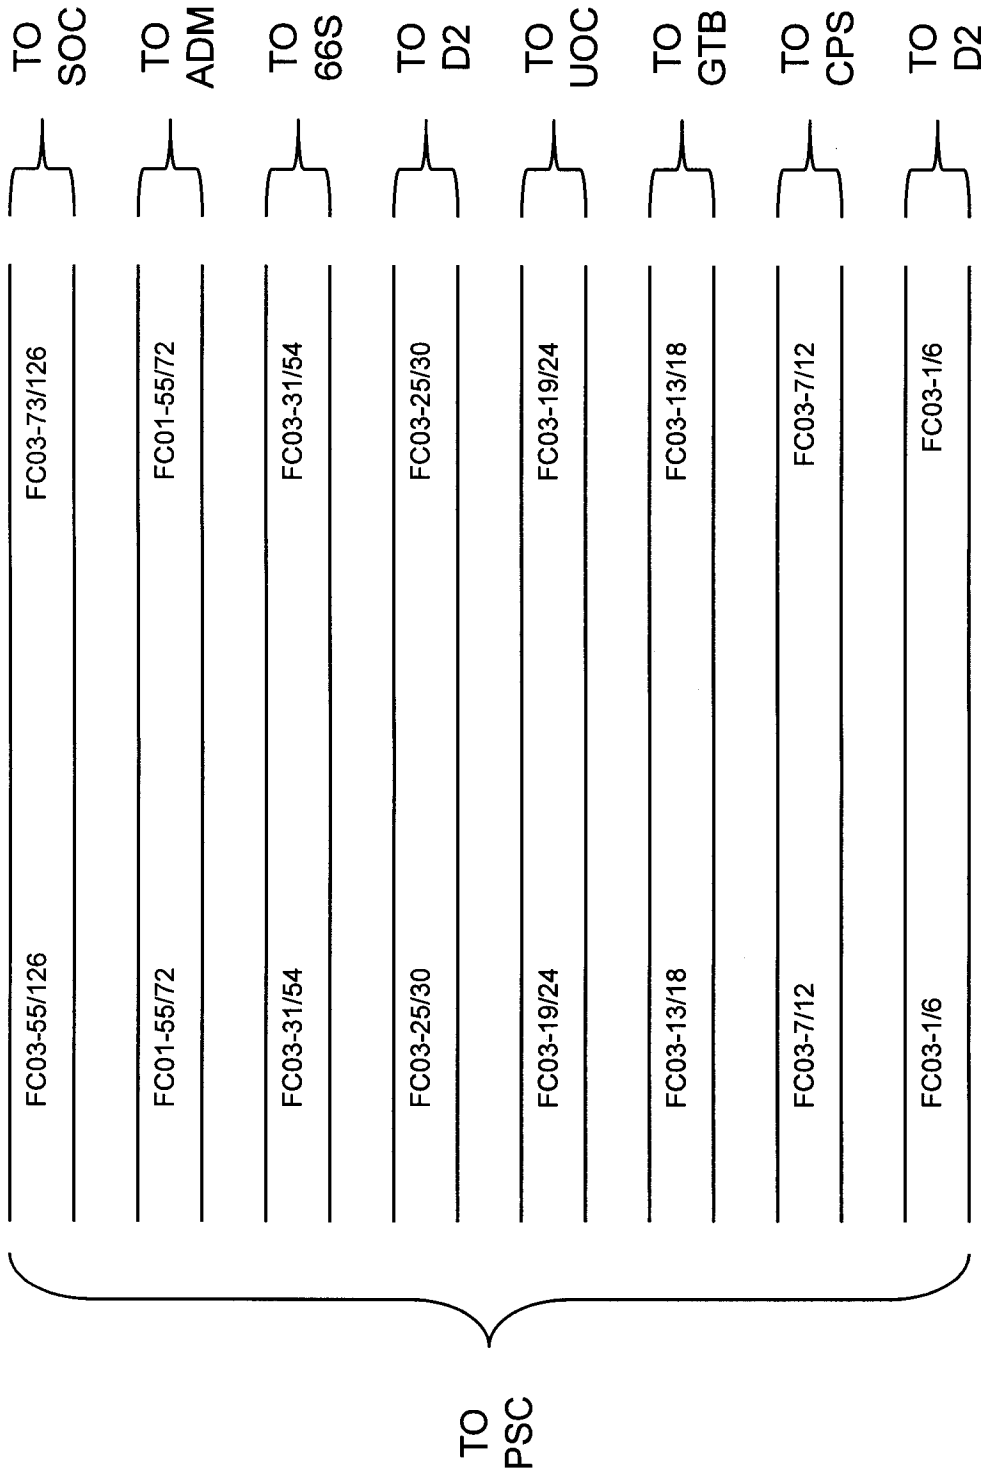 TO
PSC
FC03-55/126
FC03-73/126
TO
SOC
FC01-55/72
FC01-55/72
TO
ADM
FC03-31/54
FC03-31/54
TO
66S
FC03-25/30
FC03-25/30
TO
D2
FC03-19/24
FC03-19/24
TO
UOC
FC03-13/18
FC03-13/18
TO
GTB
FC03-7/12
FC03-7/12
TO
CPS
FC03-1/6
FC03-1/6
TO
D2